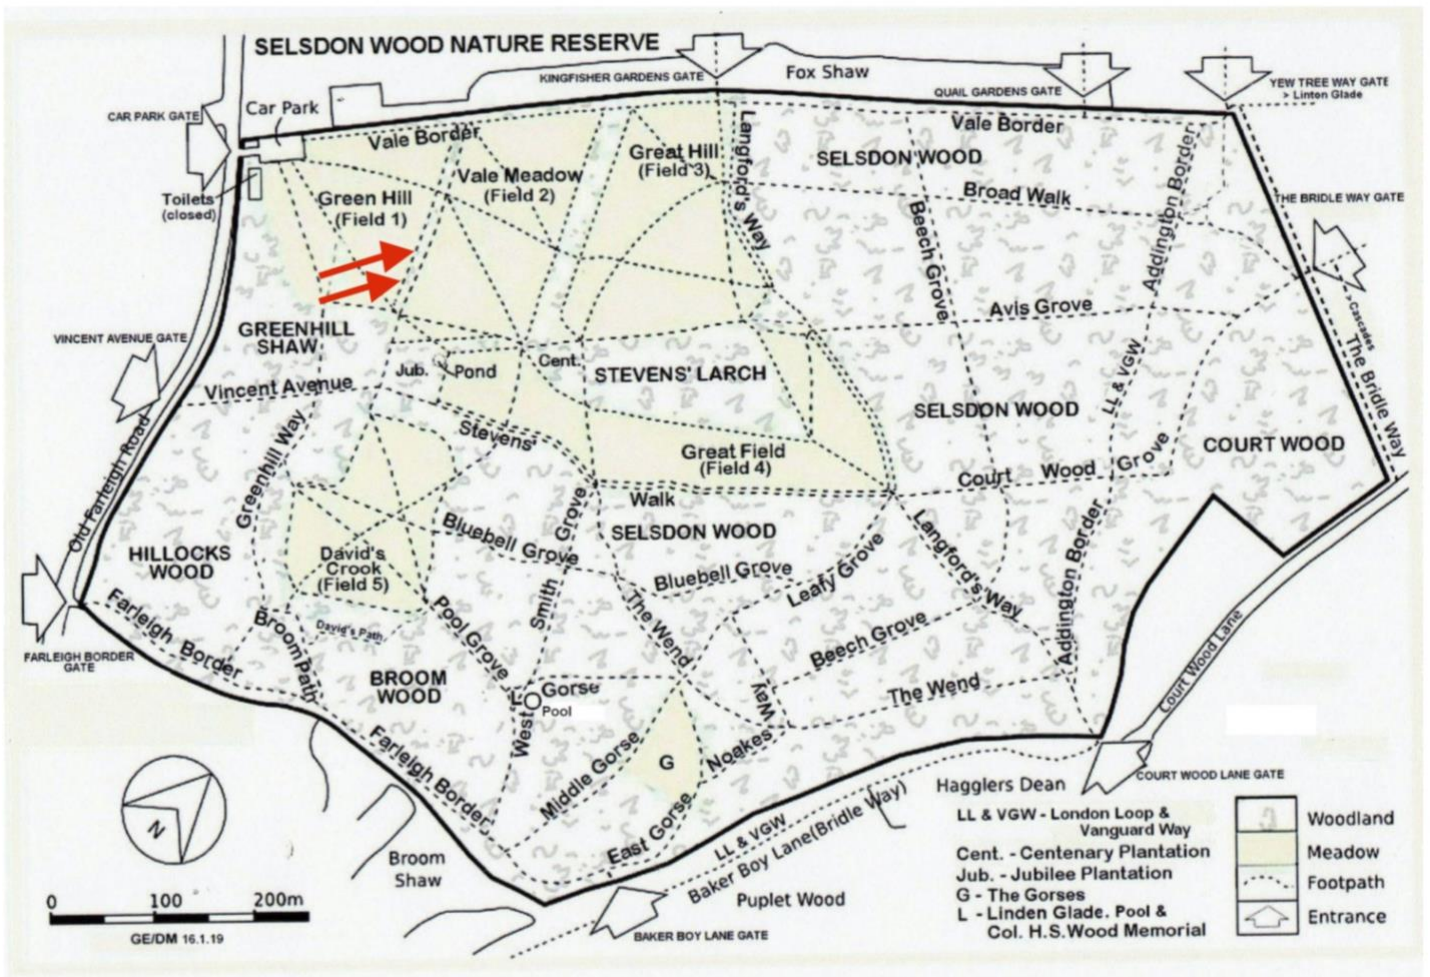 SELSDON WOOD NATURE RESERVE
KINGFISHER GARDENS GATE
Fox Shaw
QUAIL GARDENS GATE
YEW TREE WAY GATE
> Linton Glade
CAR PARK GATE
Car Park
Vale Border
Vale Border
Langford's Way
Great Hill
(Field 3)
SELSDON WOOD
Addington Border
Vale Meadow
(Field 2)
Green Hill
(Field 1)
Toilets
(closed)
Broad Walk
THE BRIDLE WAY GATE
Beech Grove
Avis Grove
> Cascades
The Bridle Way
GREENHILL
SHAW
VINCENT AVENUE GATE
Jub.
Pond
Cent.
STEVENS' LARCH
LL & VGW
Vincent Avenue
SELSDON WOOD
Greenhill Way
Stevens'
Great Field
(Field 4)
COURT WOOD
Court Wood Grove
Old Farleigh Road
Walk
SELSDON WOOD
Bluebell Grove
HILLOCKS
WOOD
David's
Crook
(Field 5)
Smith Grove
Bluebell Grove
Leafy Grove
Langford's Way
Addington Border
Farleigh Border
FARLEIGH BORDER
GATE
Broom Path
David's Path
Pool Grove
The Wend
Beech Grove
Court Wood Lane
BROOM
WOOD
L
Gorse
Pool
West
Way
The Wend
Farleigh Border
Middle Gorse
G
Noakes
East Gorse
LL & VGW
Baker Boy Lane(Bridle Way)
Hagglers Dean
COURT WOOD LANE GATE
N
Broom
Shaw
Puplet Wood
BAKER BOY LANE GATE
0 100 200m
GE/DM 16.1.19
LL & VGW - London Loop &
Vanguard Way
Cent. - Centenary Plantation
Jub. - Jubilee Plantation
G - The Gorses
L - Linden Glade. Pool &
Col. H.S.Wood Memorial
Woodland
Meadow
Footpath
Entrance